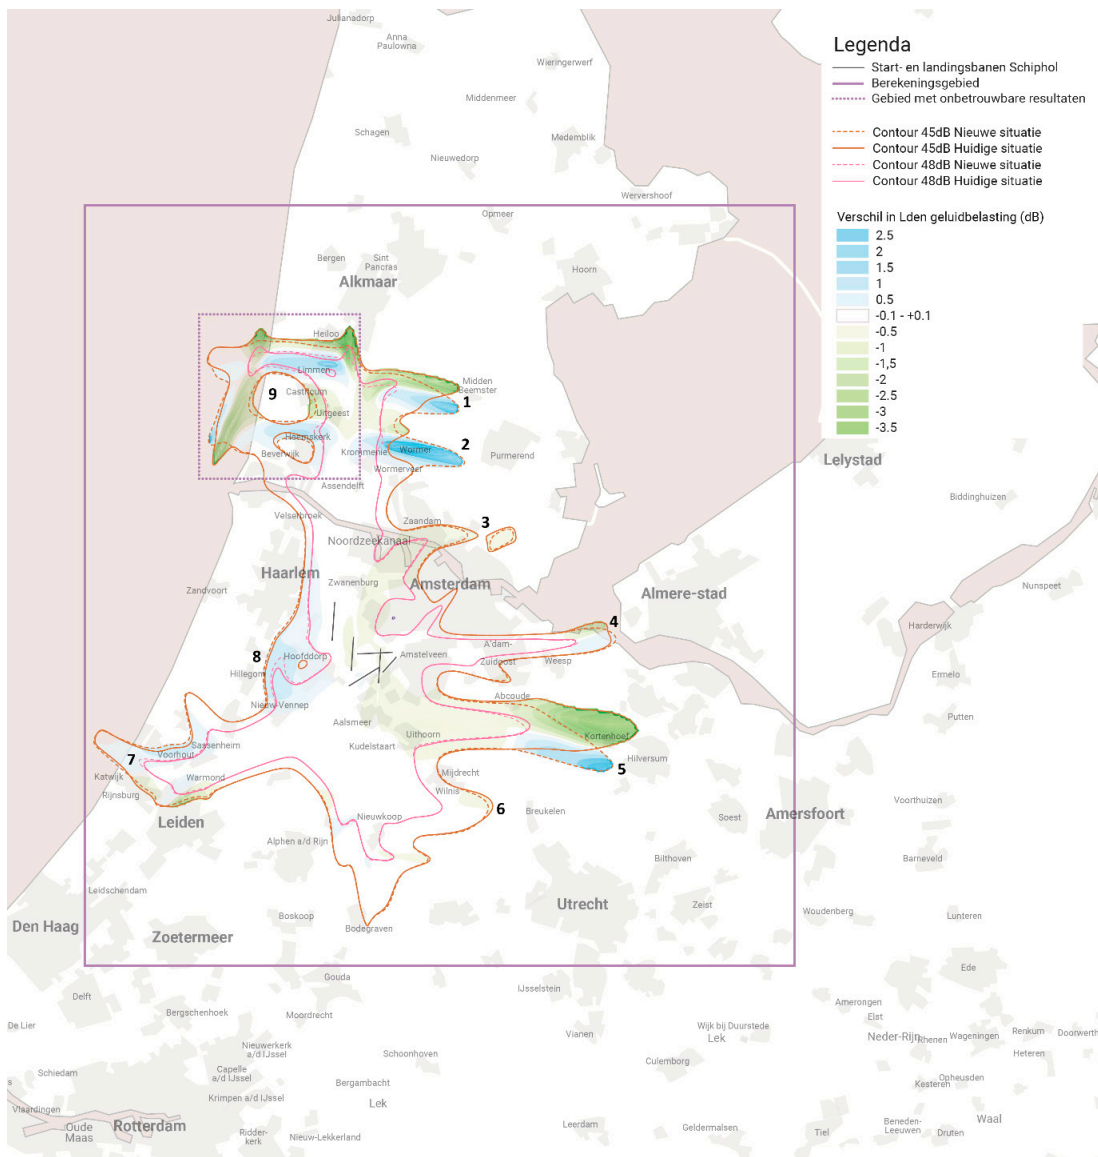 Julianadorp
Anna
Paulowna
Wieringerwerf
Middenmeer
Schagen
Medemblik
Nieuwedorp
Wervershoof
Opmeer
Bergen
Sint
Pancras
Hoorn
Alkmaar
Heiloo
Limmen
Midden
Beemster
1
9
Castricum
Uitgeest
2
Heemskerk
Krommenie
Wormer
Beverwijk
Purmerend
Wormerveer
Assendelft
Velserbroek
Zaandam
3
Noordzeekanaal
Haarlem
Zwanenburg
Amsterdam
Zandvoort
Almere-stad
4
A'dam-
Zuidoost
Weesp
8
Hoofddorp
Amstelveen
Hillegom
Abcoude
Nieuw-Vennep
Aalsmeer
Kudelstaart
Uithoorn
Kortenhoef
Sassenheim
7
Voorhout
Hilversum
5
Katwijk
Warmond
Mijdrecht
Rijnsburg
Wilnis
6
Leiden
Nieuwkoop
Breukelen
Soest
Amersfoort
Voorthuizen
Alphen a/d Rijn
Bilthoven
Barneveld
Leidschendam
Den Haag
Zoetermeer
Boskoop
Bodegraven
Utrecht
Zeist
Woudenberg
Lunteren
Lelystad
Biddinghuizen
Nunspeet
Harderwijk
Ermelo
Putten
Ede
Gouda
Delft
IJsselstein
Bergschenhoek
Moordrecht
Amerongen
Elst
De Lier
Vianen
Wijk bij Duurstede
Lek
Neder-Rijn
Rhenen
Wageningen
Renkum
Doorwerth
Heteren
Nieuwerkerk
a/d IJssel
Schoonhoven
Culemborg
Schiedam
Capelle
a/d IJssel
Bergambacht
Opheusden
Kesteren
s
Vlaardingen
Krimpen a/d IJssel
Lek
Oude
Maas
Rotterdam
Ridder-
kerk
Nieuw-Lekkerland
Leerdam
Geldermalsen
Tiel
Beneden-
Leeuwen
Druten
Waal
Legenda
Start- en landingsbanen Schiphol
Berekeningsgebied
Gebied met onbetrouwbare resultaten
Contour 45dB Nieuwe situatie
Contour 45dB Huidige situatie
Contour 48dB Nieuwe situatie
Contour 48dB Huidige situatie
Verschil in Lden geluidbelasting (dB)
2.5
2
1.5
1
0.5
-0.1 - +0.1
-0.5
-1
-1,5
-2
-2.5
-3
-3.5